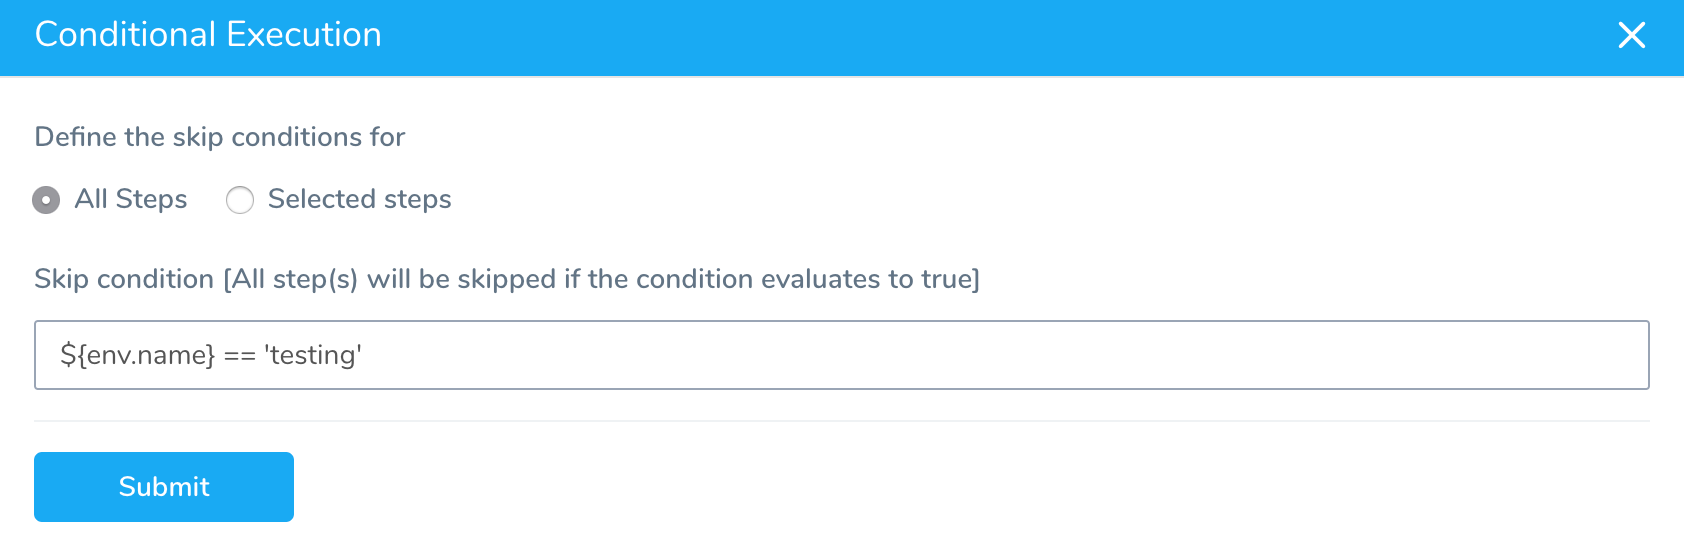 Conditional Execution
Define the skip conditions for
All Steps Selected steps
Skip condition [All step(s) will be skipped if the condition evaluates to true]
${env.name} == 'testing'
Submit